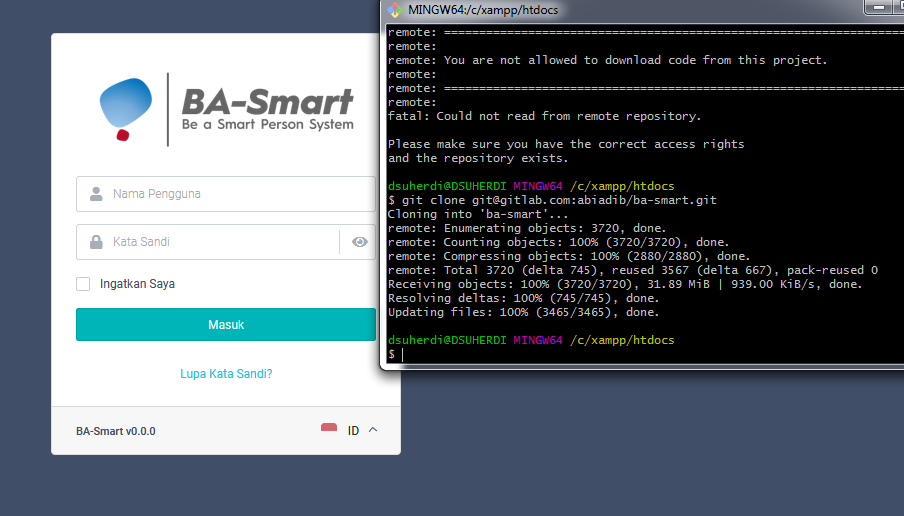 BA-Smart
Be a Smart Person System
Nama Pengguna
Kata Sandi
Ingatkan Saya
Masuk
Lupa Kata Sandi?
BA-Smart v0.0.0
ID
MINGW64:/c/xampp/htdocs
remote: =================================================================
remote:
remote: You are not allowed to download code from this project.
remote:
remote: =================================================================
remote:
fatal: Could not read from remote repository.
Please make sure you have the correct access rights
and the repository exists.
dsuherdi@DSUHERDI MINGW64 /c/xampp/htdocs
$ git clone git@gitlab.com:abiadib/ba-smart.git
Cloning into 'ba-smart'...
remote: Enumerating objects: 3720, done.
remote: Counting objects: 100% (3720/3720), done.
remote: Compressing objects: 100% (2880/2880), done.
remote: Total 3720 (delta 745), reused 3567 (delta 667), pack-reused 0
Receiving objects: 100% (3720/3720), 31.89 MiB | 939.00 KiB/s, done.
Resolving deltas: 100% (745/745), done.
Updating files: 100% (3465/3465), done.
dsuherdi@DSUHERDI MINGW64 /c/xampp/htdocs
$